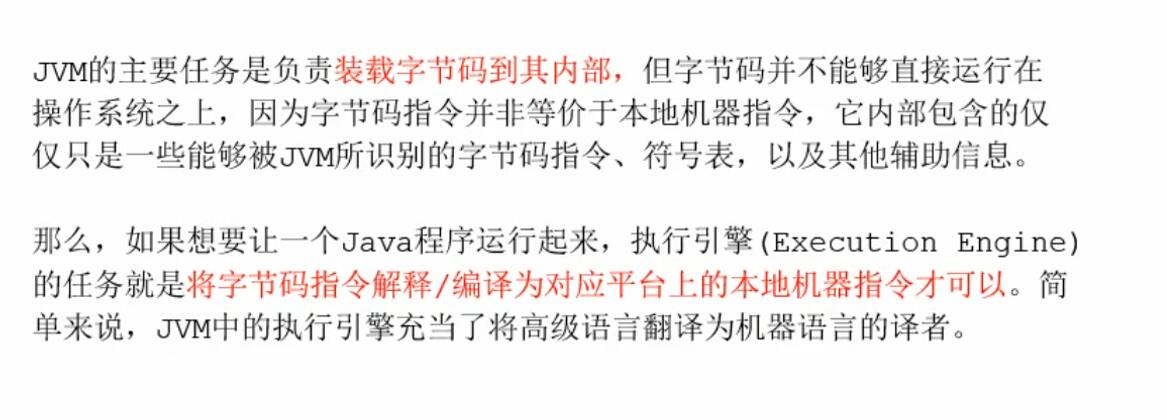 JVM的主要任务是负责装载字节码到其内部，但字节码并不能够直接运行在
操作系统之上，因为字节码指令并非等价于本地机器指令，它内部包含的仅
仅只是一些能够被JVM所识别的字节码指令、符号表，以及其他辅助信息。
那么，如果想要让一个Java程序运行起来，执行引擎(Execution Engine)
的任务就是将字节码指令解释/编译为对应平台上的本地机器指令才可以。简
单来说，JVM中的执行引擎充当了将高级语言翻译为机器语言的译者。